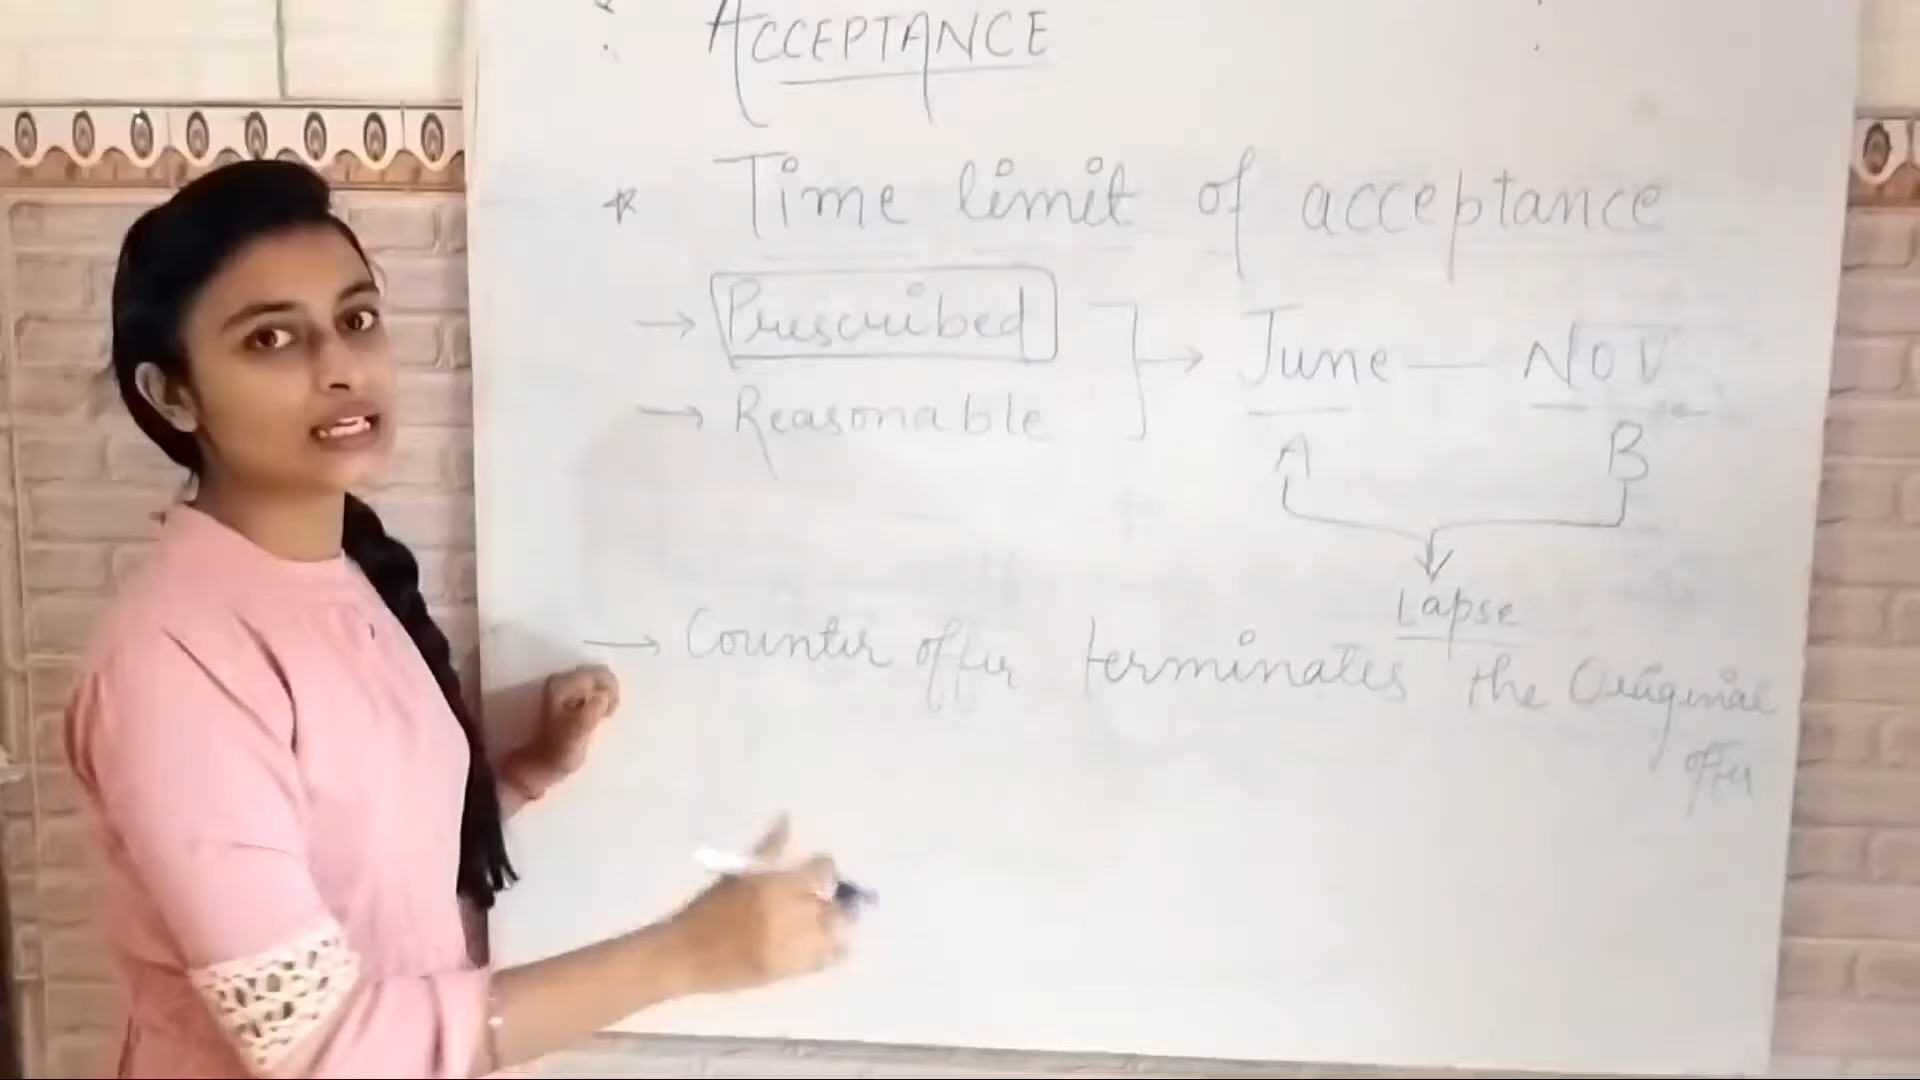 ACCEPTANCE
* Time limit of acceptance
→ Prescribed
→ Reasonable
→ June — NOV
A B
Lapse
→ Counter offer terminates the Original
offer